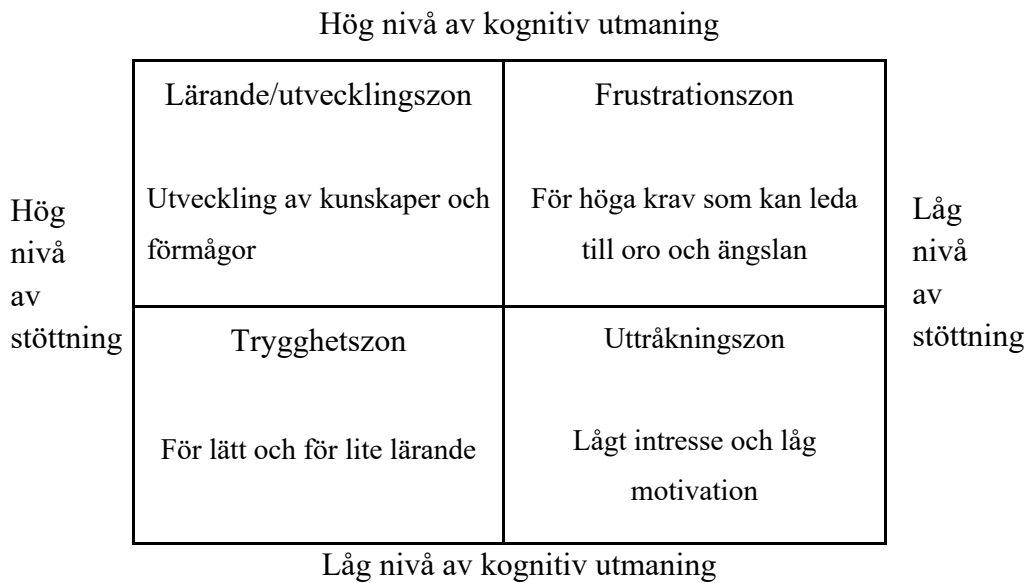 Hög nivå av kognitiv utmaning
Lärande/utvecklingszon
Utveckling av kunskaper och
förmågor
Frustrationszon
För höga krav som kan leda
till oro och ängslan
Hög
nivå
av
stöttning
Låg
nivå
av
stöttning
Trygghetszon
För lätt och för lite lärande
Uttråkningszon
Lågt intresse och låg
motivation
Låg nivå av kognitiv utmaning